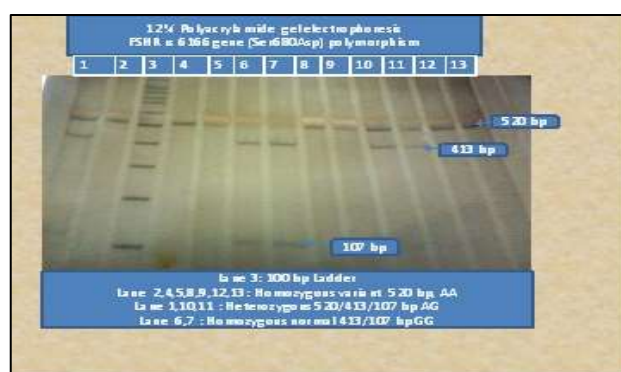 12% Polyacrylamide gel electrophoresis
FSHR rs 6166 gene (Ser680Asp) polymorphism
1 2 3 4 5 6 7 8 9 10 11 12 13
520 bp
413 bp
107 bp
Lane 3: 100 bp Ladder
Lane 2,4,5,8,9,12,13 : Homozygous variant 520 bp, AA
Lane 1,10,11 : Heterozygous 520/413/107 bp AG
Lane 6,7 : Homozygous normal 413/107 bp GG